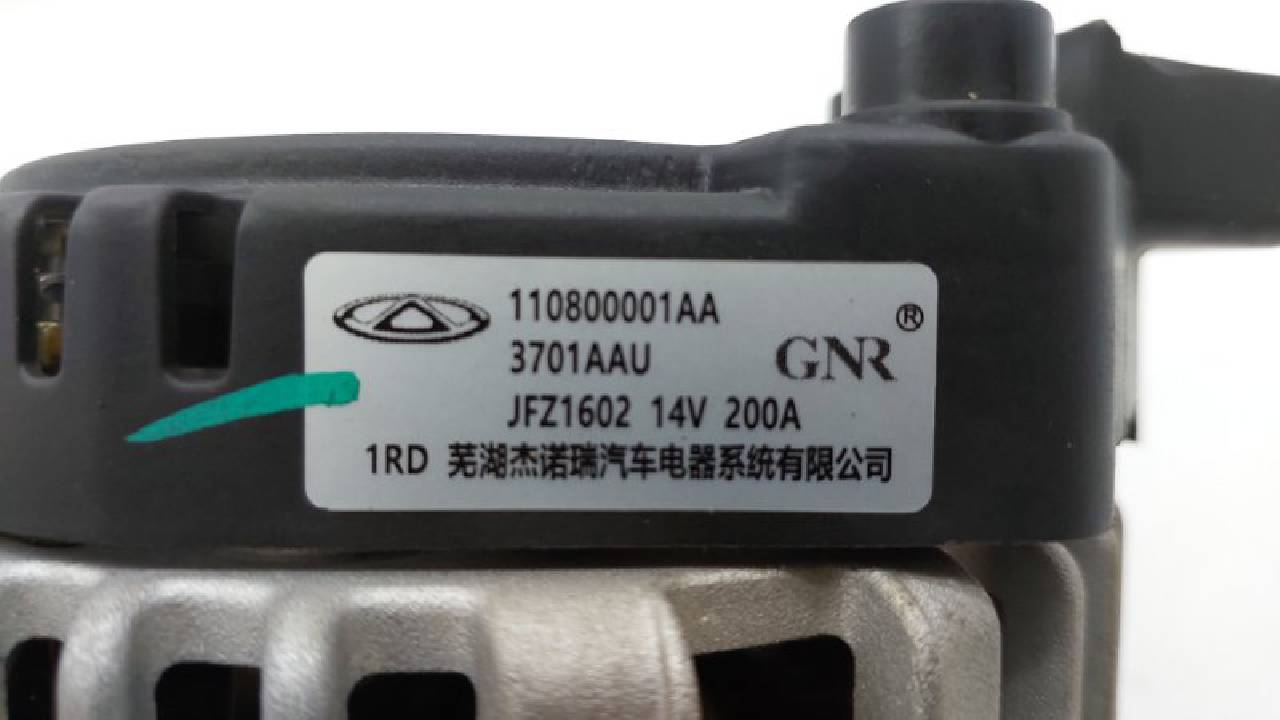 110800001AA
3701AAU
GNR®
JFZ1602 14V 200A
1RD 芜湖杰诺瑞汽车电器系统有限公司